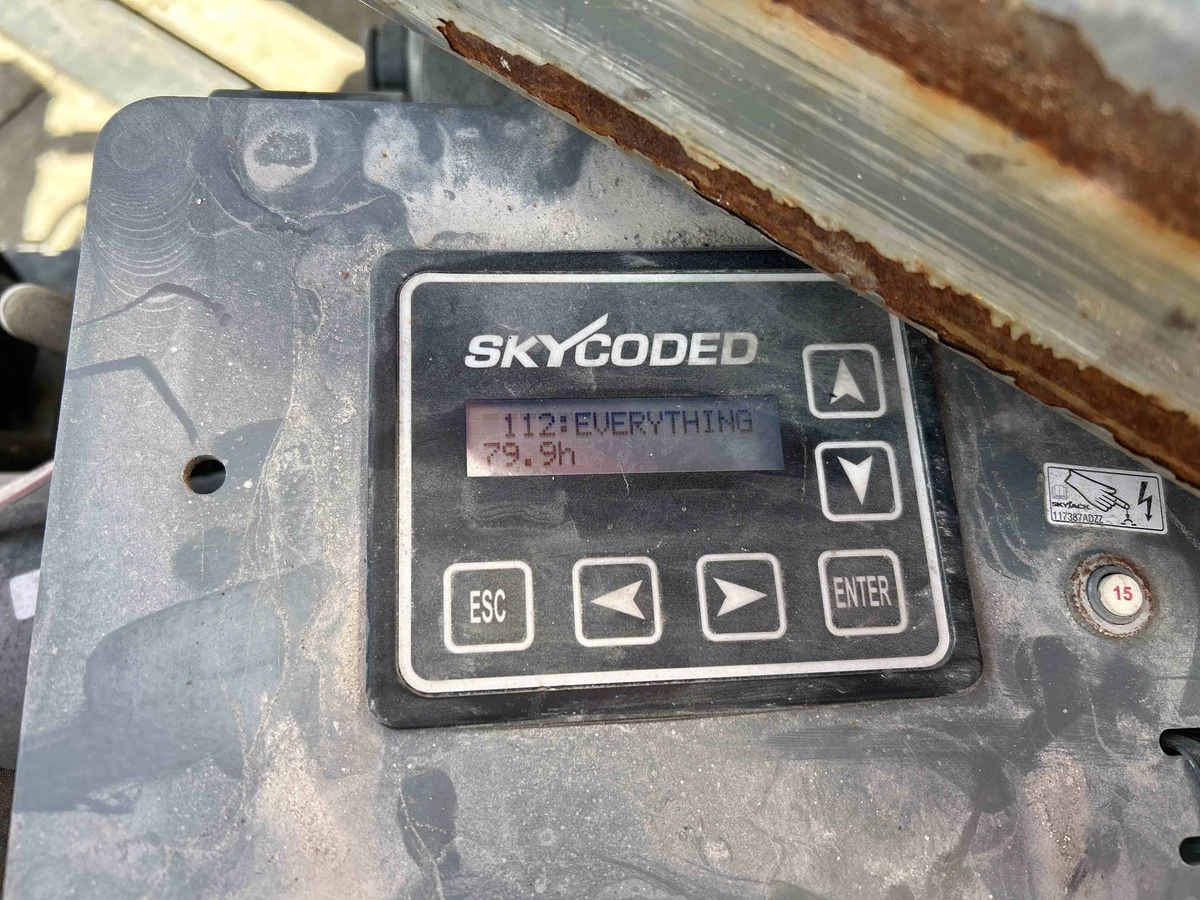 SKYCODED
112:EVERYTHING
79.9h
ESC
ENTER
SKYJACK
117387ADZZ
15